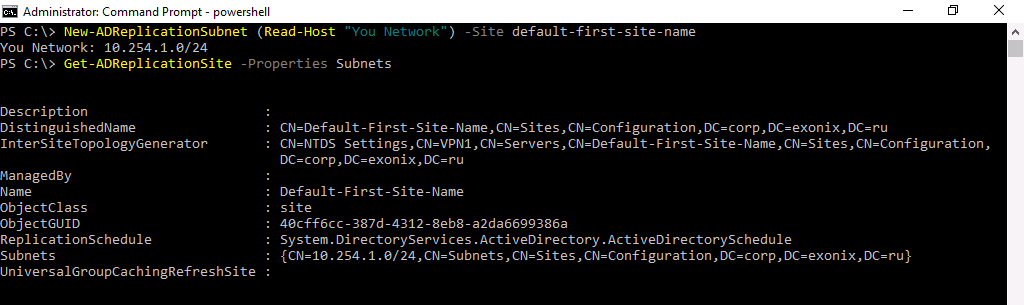 Administrator: Command Prompt - powershell
PS C:\> New-ADReplicationSubnet (Read-Host "You Network") -Site default-first-site-name
You Network: 10.254.1.0/24
PS C:\> Get-ADReplicationSite -Properties Subnets
Description :
DistinguishedName : CN=Default-First-Site-Name,CN=Sites,CN=Configuration,DC=corp,DC=exonix,DC=ru
InterSiteTopologyGenerator : CN=NTDS Settings,CN=VPN1,CN=Servers,CN=Default-First-Site-Name,CN=Sites,CN=Configuration,
DC=corp,DC=exonix,DC=ru
ManagedBy :
Name : Default-First-Site-Name
ObjectClass : site
ObjectGUID : 40cff6cc-387d-4312-8eb8-a2da6699386a
ReplicationSchedule : System.DirectoryServices.ActiveDirectory.ActiveDirectorySchedule
Subnets : {CN=10.254.1.0/24,CN=Subnets,CN=Sites,CN=Configuration,DC=corp,DC=exonix,DC=ru}
UniversalGroupCachingRefreshSite :